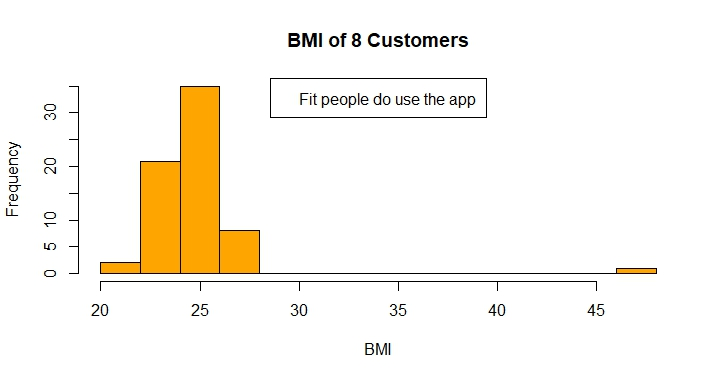 BMI of 8 Customers
Fit people do use the app
Frequency
30
20
10
5
0
20 25 30 35 40 45
BMI